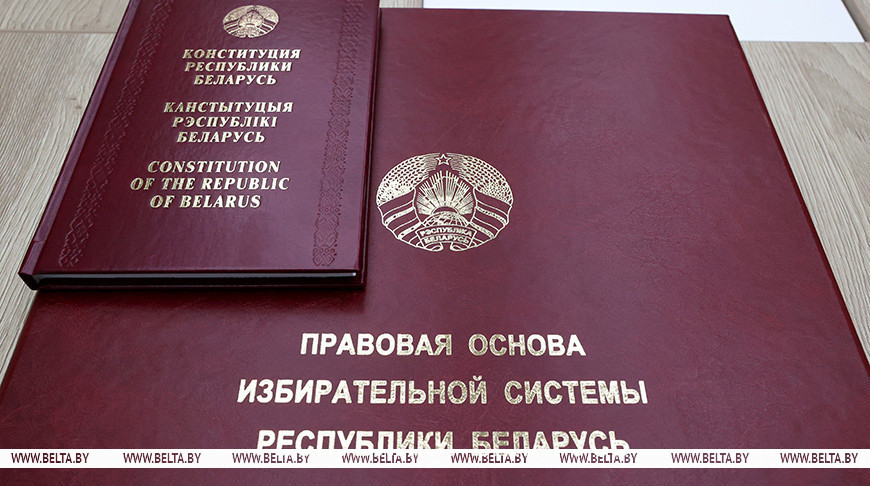 КОНСТИТУЦИЯ
РЕСПУБЛИКИ
БЕЛАРУСЬ
КАНСТЫТУЦЫЯ
РЭСПУБЛІКІ
БЕЛАРУСЬ
CONSTITUTION
OF THE REPUBLIC
OF BELARUS
РЭСПУБЛІКА
БЕЛАРУСЬ
ПРАВОВАЯ ОСНОВА
ИЗБИРАТЕЛЬНОЙ СИСТЕМЫ
РЕСПУБЛИКИ БЕЛАРУСЬ
WWW.BELTA.BY WWW.BELTA.BY WWW.BELTA.BY WWW.BELTA.BY WWW.BELTA.BY WWW.BELTA.BY WWW.BELTA.BY WWW.BELTA.BY